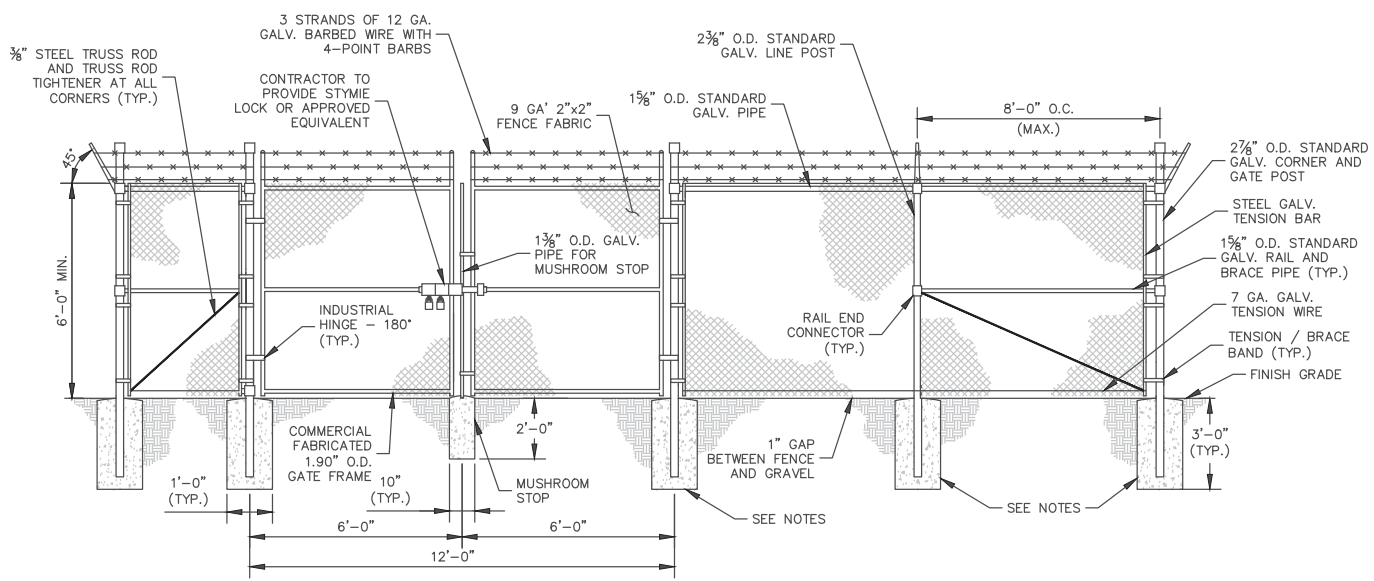 3 STRANDS OF 12 GA.
GALV. BARBED WIRE WITH
4-POINT BARBS
⅜" STEEL TRUSS ROD
AND TRUSS ROD
TIGHTENER AT ALL
CORNERS (TYP.)
CONTRACTOR TO
PROVIDE STYMIE
LOCK OR APPROVED
EQUIVALENT
9 GA' 2"x2"
FENCE FABRIC
2⅜" O.D. STANDARD
GALV. LINE POST
1⅝" O.D. STANDARD
GALV. PIPE
8'-0" O.C.
(MAX.)
45°
2⅞" O.D. STANDARD
GALV. CORNER AND
GATE POST
STEEL GALV.
TENSION BAR
1⅝" O.D. STANDARD
GALV. RAIL AND
BRACE PIPE (TYP.)
7 GA. GALV.
TENSION WIRE
TENSION / BRACE
BAND (TYP.)
FINISH GRADE
6'-0" MIN.
1⅜" O.D. GALV.
PIPE FOR
MUSHROOM STOP
INDUSTRIAL
HINGE - 180°
(TYP.)
RAIL END
CONNECTOR
(TYP.)
COMMERCIAL
FABRICATED
1.90" O.D.
GATE FRAME
2'-0"
1" GAP
BETWEEN FENCE
AND GRAVEL
3'-0"
(TYP.)
1'-0"
(TYP.)
10"
(TYP.)
MUSHROOM
STOP
SEE NOTES
SEE NOTES
6'-0"
6'-0"
12'-0"